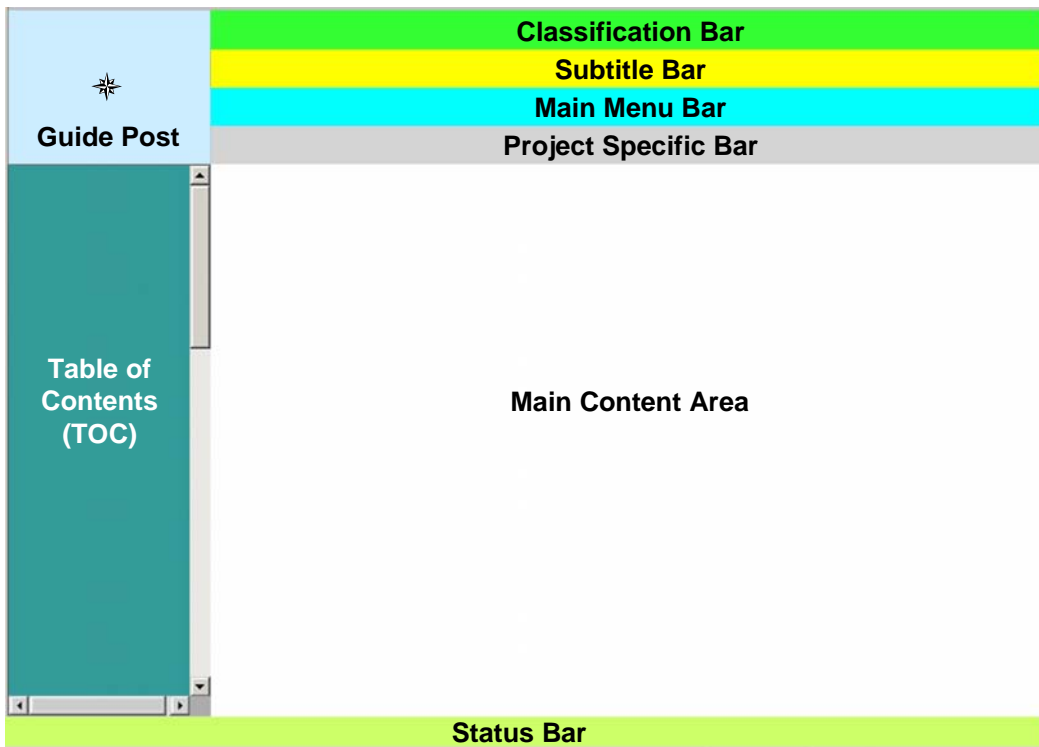 Classification Bar
Subtitle Bar
Main Menu Bar
Guide Post
Project Specific Bar
Table of
Contents
(TOC)
Main Content Area
Status Bar